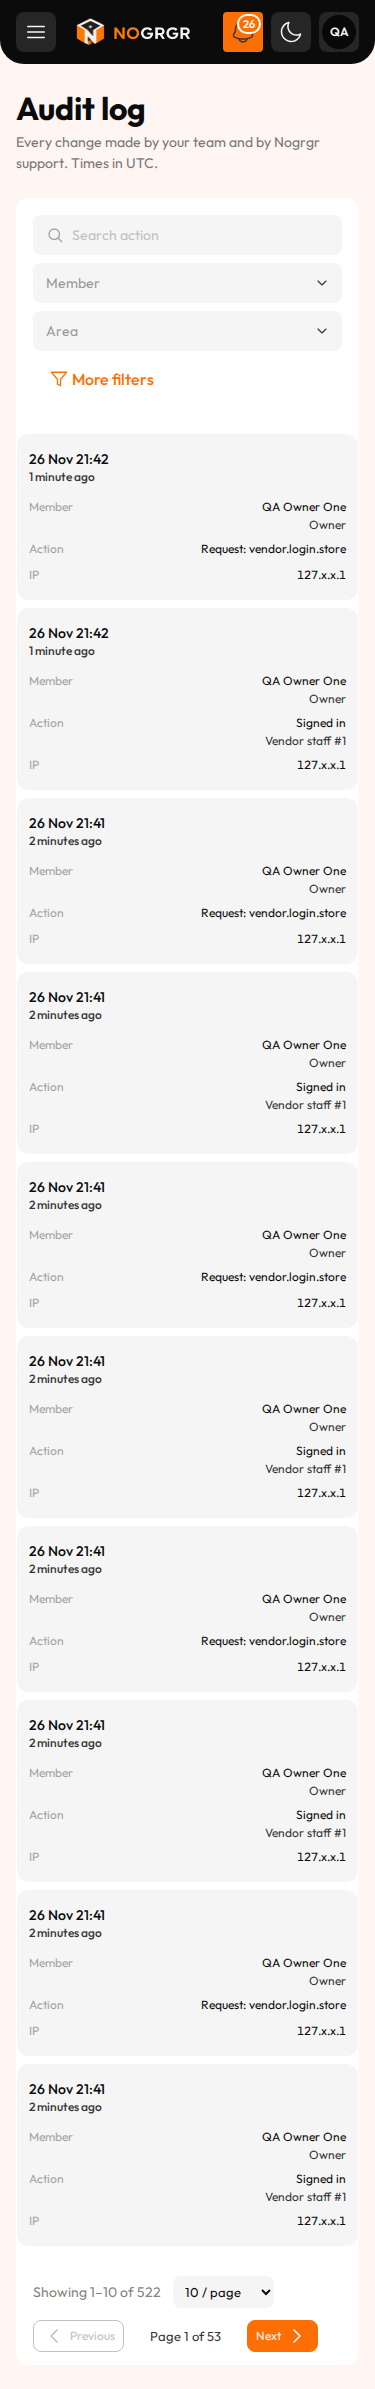 NOGRGR
26
QA
Audit log
Every change made by your team and by Nogrgr
support. Times in UTC.
Search action
Member
Area
More filters
26 Nov 21:42
1 minute ago
Member QA Owner One
Owner
Action Request: vendor.login.store
IP 127.x.x.1
26 Nov 21:42
1 minute ago
Member QA Owner One
Owner
Action Signed in
Vendor staff #1
IP 127.x.x.1
26 Nov 21:41
2 minutes ago
Member QA Owner One
Owner
Action Request: vendor.login.store
IP 127.x.x.1
26 Nov 21:41
2 minutes ago
Member QA Owner One
Owner
Action Signed in
Vendor staff #1
IP 127.x.x.1
26 Nov 21:41
2 minutes ago
Member QA Owner One
Owner
Action Request: vendor.login.store
IP 127.x.x.1
26 Nov 21:41
2 minutes ago
Member QA Owner One
Owner
Action Signed in
Vendor staff #1
IP 127.x.x.1
26 Nov 21:41
2 minutes ago
Member QA Owner One
Owner
Action Request: vendor.login.store
IP 127.x.x.1
26 Nov 21:41
2 minutes ago
Member QA Owner One
Owner
Action Signed in
Vendor staff #1
IP 127.x.x.1
26 Nov 21:41
2 minutes ago
Member QA Owner One
Owner
Action Request: vendor.login.store
IP 127.x.x.1
26 Nov 21:41
2 minutes ago
Member QA Owner One
Owner
Action Signed in
Vendor staff #1
IP 127.x.x.1
Showing 1–10 of 522 10 / page
Previous Page 1 of 53 Next